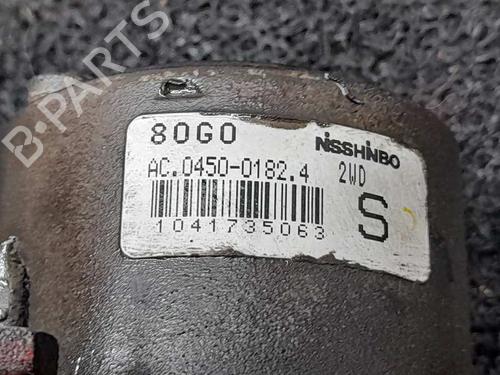 B-PARTS
80G0 NISSHINBO
AC.0450-0182.4 2WD
1041735063 S